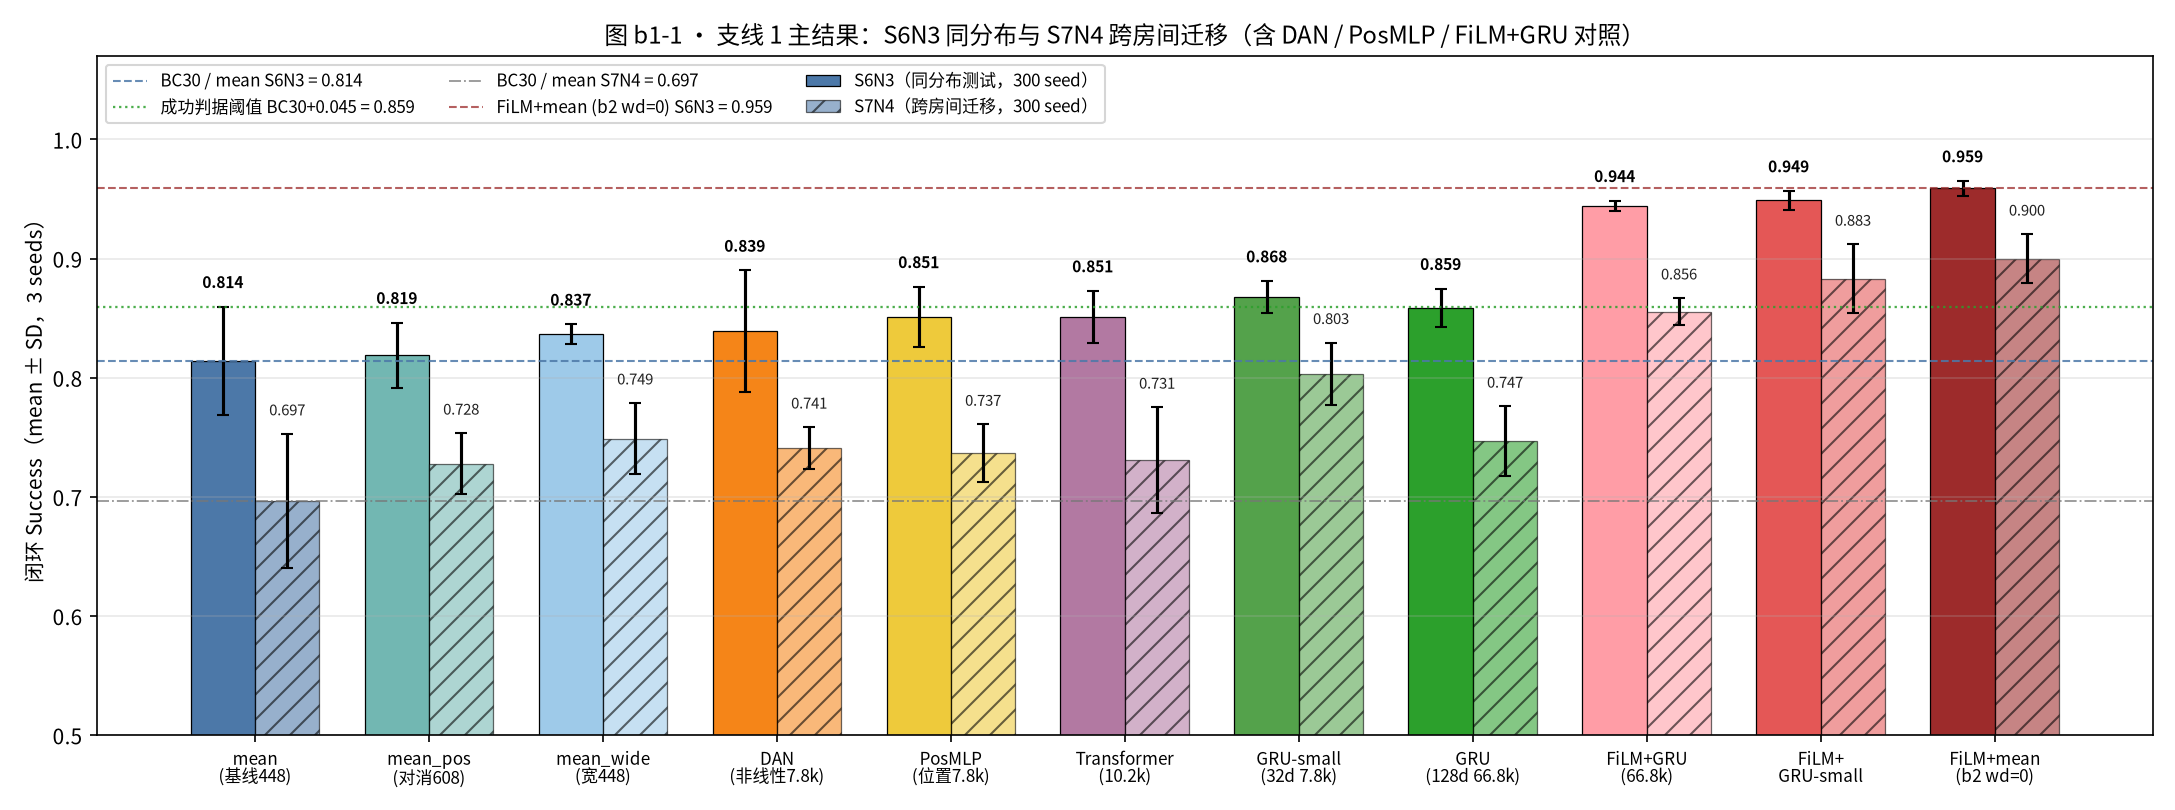 图 b1-1 · 支线 1 主结果：S6N3 同分布与 S7N4 跨房间迁移（含 DAN / PosMLP / FiLM+GRU 对照）
BC30 / mean S6N3 = 0.814
成功判据阈值 BC30+0.045 = 0.859
BC30 / mean S7N4 = 0.697
FiLM+mean (b2 wd=0) S6N3 = 0.959
S6N3（同分布测试，300 seed）
S7N4（跨房间迁移，300 seed）
闭环 Success（mean ± SD，3 seeds）
1.0
0.9
0.8
0.7
0.6
0.5
0.814
0.697
0.819
0.728
0.837
0.749
0.839
0.741
0.851
0.737
0.851
0.731
0.868
0.803
0.859
0.747
0.944
0.856
0.949
0.883
0.959
0.900
mean
(基线448)
mean_pos
(对消608)
mean_wide
(宽448)
DAN
(非线性7.8k)
PosMLP
(位置7.8k)
Transformer
(10.2k)
GRU-small
(32d 7.8k)
GRU
(128d 66.8k)
FiLM+GRU
(66.8k)
FiLM+
GRU-small
FiLM+mean
(b2 wd=0)